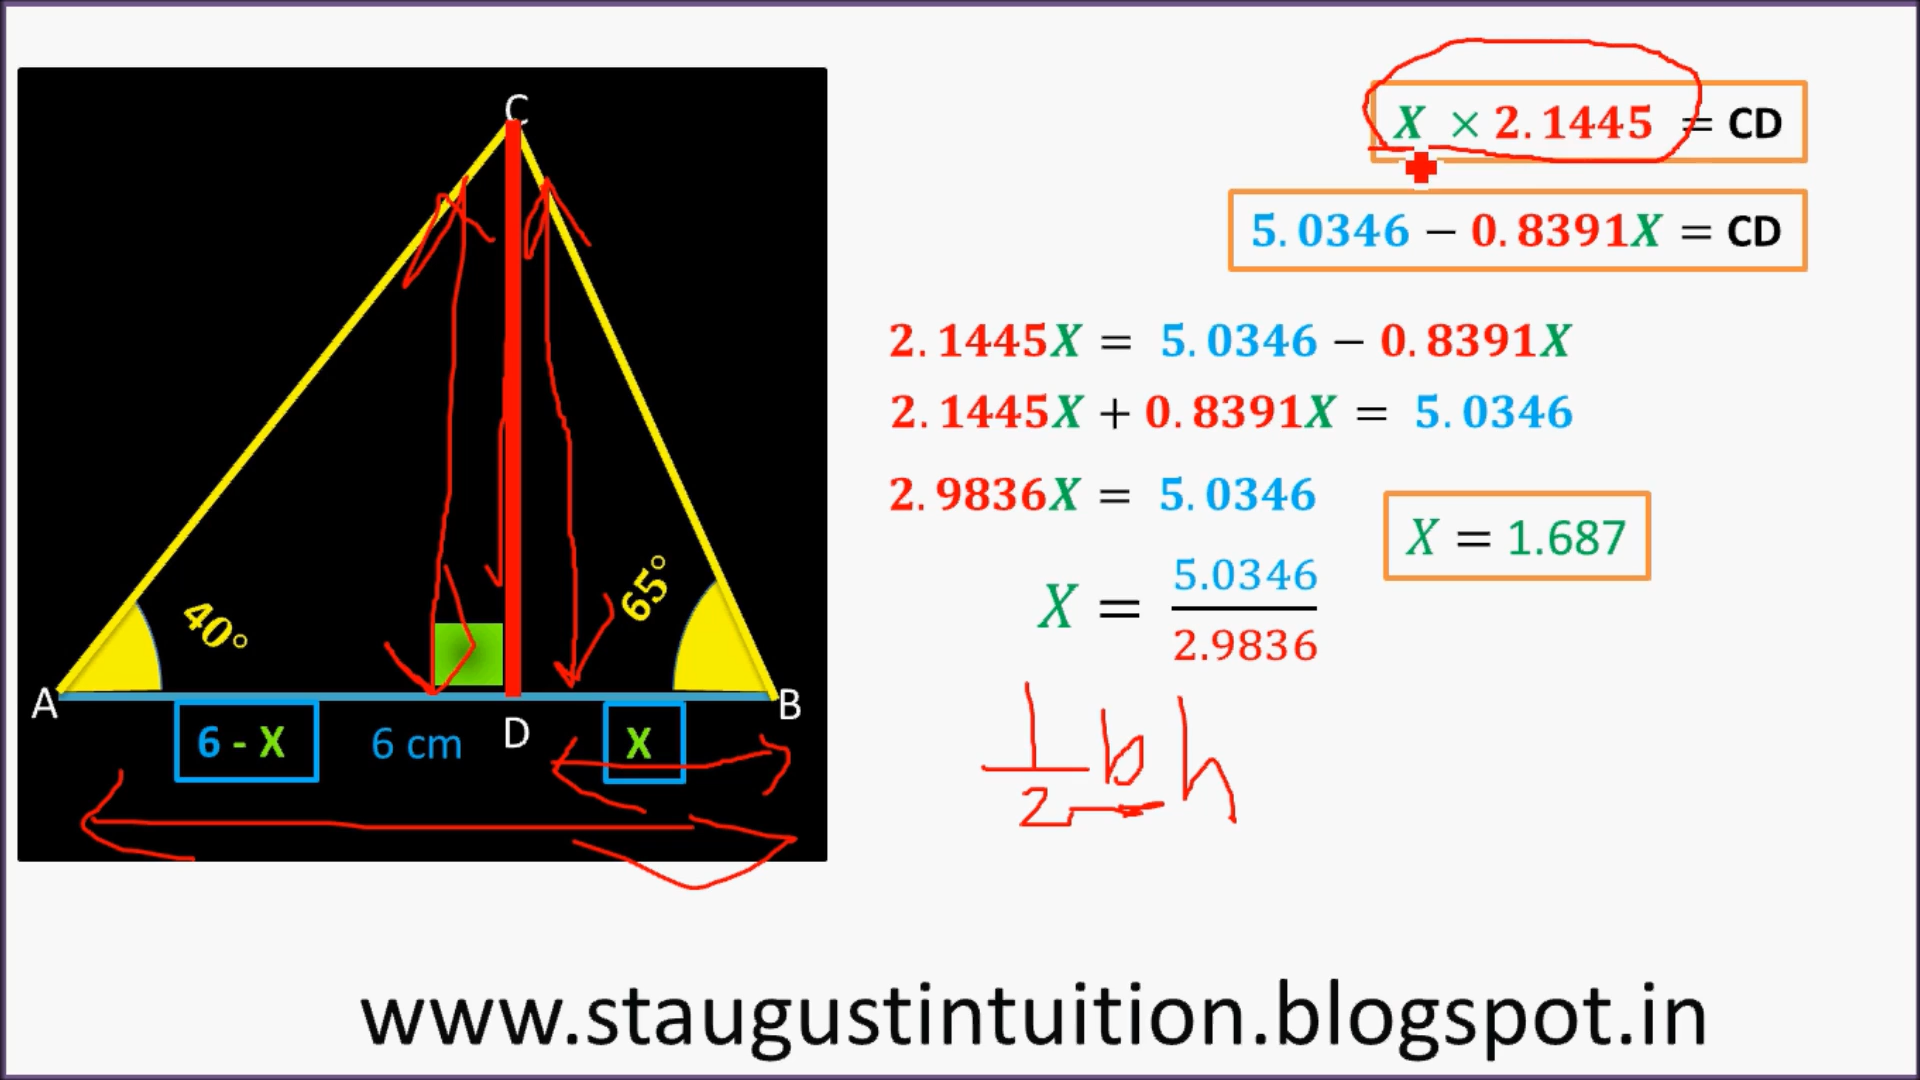 C
40°
65°
A
B
D
6 - X
6 cm
X
X × 2.1445 = CD
5.0346 − 0.8391X = CD
2.1445X = 5.0346 − 0.8391X
2.1445X + 0.8391X = 5.0346
2.9836X = 5.0346
X = 1.687
X = 5.0346
2.9836
1
2
b h
www.staugustintuition.blogspot.in